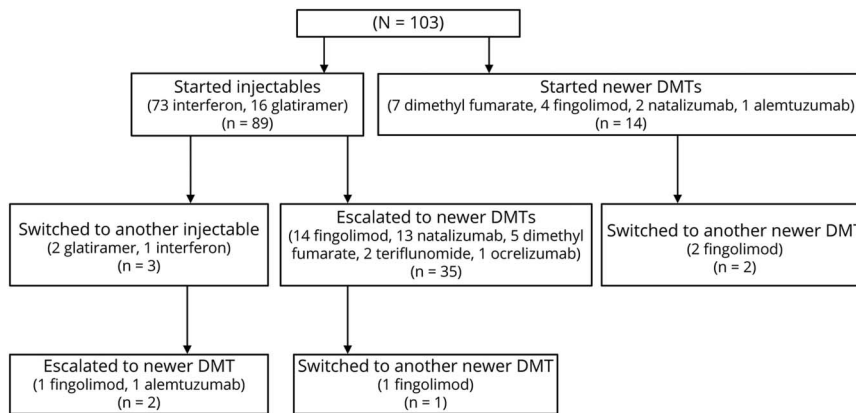 (N = 103)
Started injectables
(73 interferon, 16 glatiramer)
(n = 89)
Started newer DMTs
(7 dimethyl fumarate, 4 fingolimod, 2 natalizumab, 1 alemtuzumab)
(n = 14)
Switched to another injectable
(2 glatiramer, 1 interferon)
(n = 3)
Escalated to newer DMTs
(14 fingolimod, 13 natalizumab, 5 dimethyl
fumarate, 2 teriflunomide, 1 ocrelizumab)
(n = 35)
Switched to another newer DMT
(2 fingolimod)
(n = 2)
Escalated to newer DMT
(1 fingolimod, 1 alemtuzumab)
(n = 2)
Switched to another newer DMT
(1 fingolimod)
(n = 1)